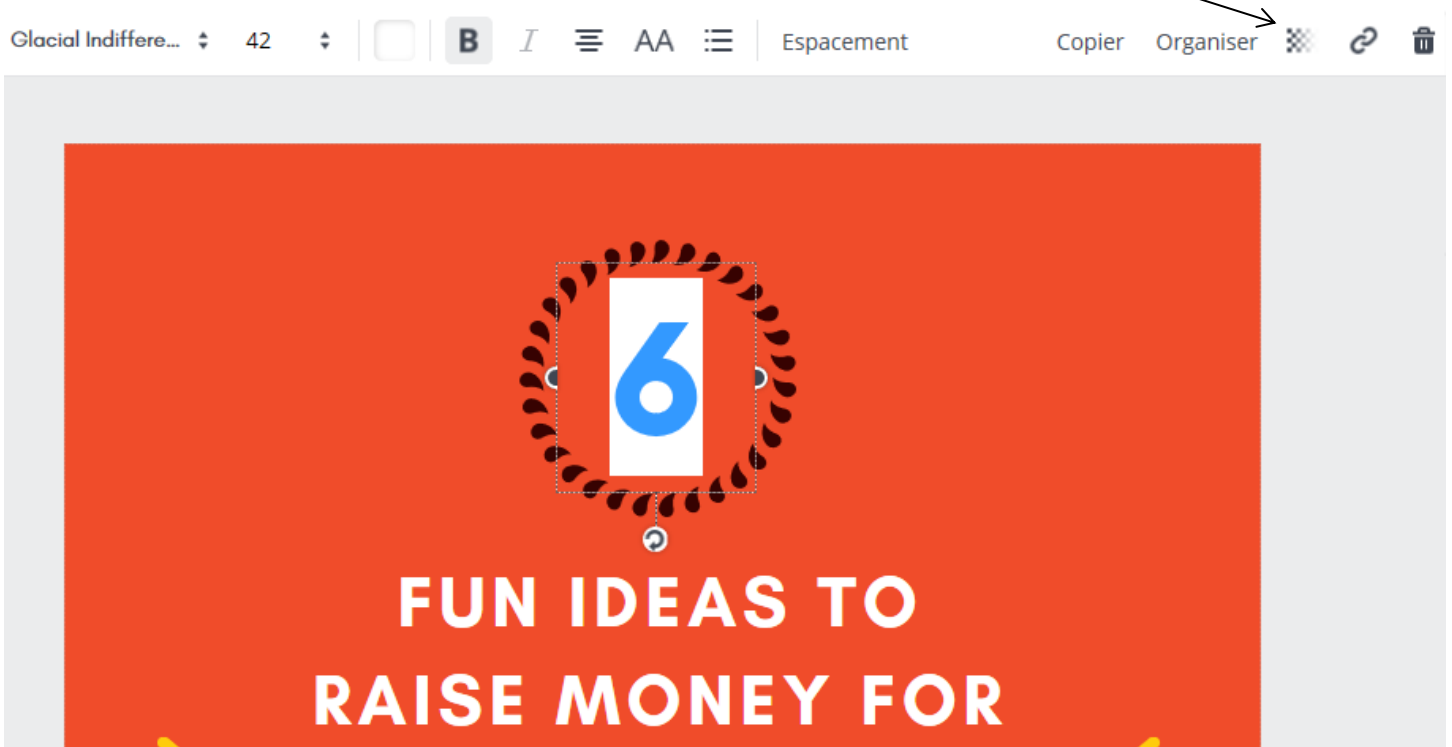 Glacial Indiffere... 42 B I AA Espacement Copier Organiser
6
FUN IDEAS TO
RAISE MONEY FOR